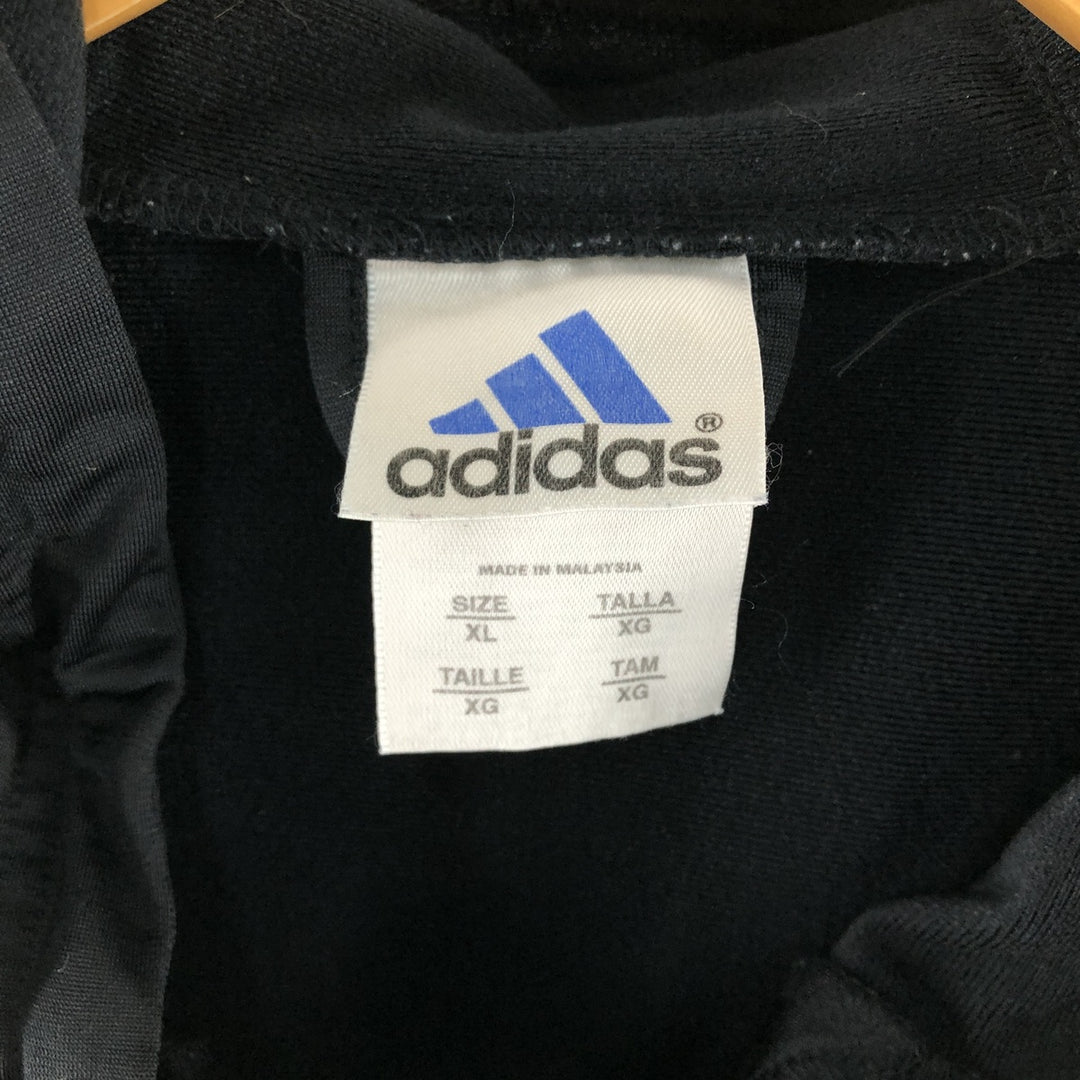 adidas®
MADE IN MALAYSIA
SIZE TALLA
XL XG
TAILLE TAM
XG XG